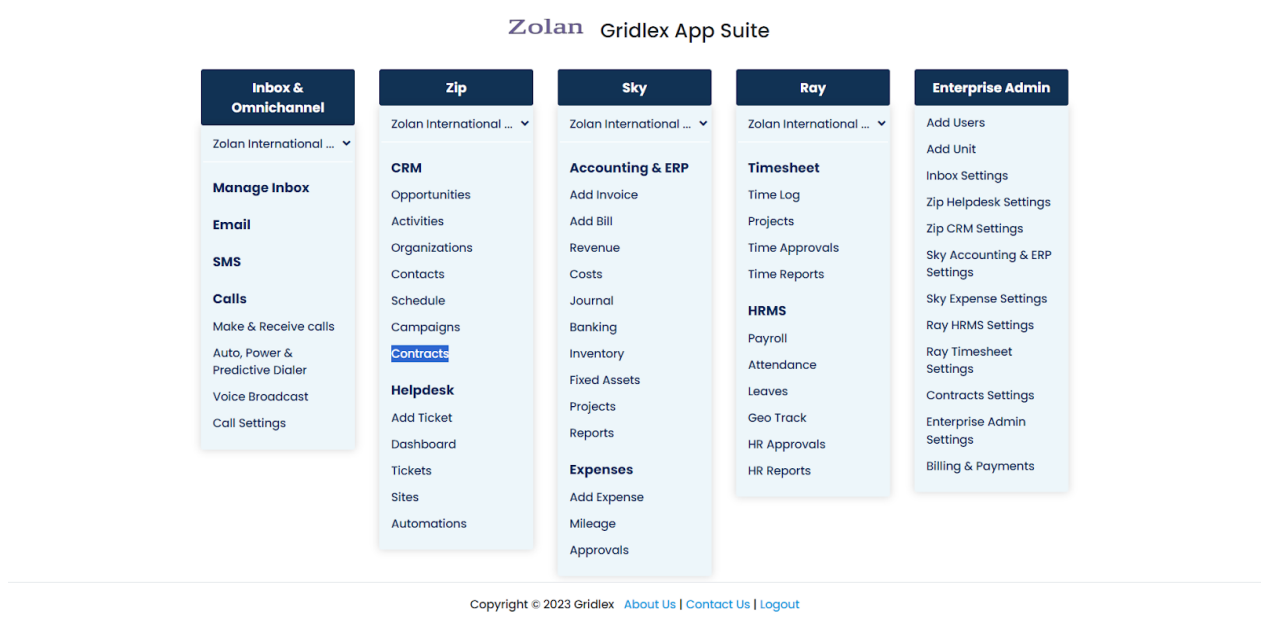 Zolan Gridlex App Suite
Inbox &
Omnichannel
Zolan International ...
Manage Inbox
Email
SMS
Calls
Make & Receive calls
Auto, Power &
Predictive Dialer
Voice Broadcast
Call Settings
Zip
Zolan International ...
CRM
Opportunities
Activities
Organizations
Contacts
Schedule
Campaigns
Contracts
Helpdesk
Add Ticket
Dashboard
Tickets
Sites
Automations
Sky
Zolan International ...
Accounting & ERP
Add Invoice
Add Bill
Revenue
Costs
Journal
Banking
Inventory
Fixed Assets
Projects
Reports
Expenses
Add Expense
Mileage
Approvals
Ray
Zolan International ...
Timesheet
Time Log
Projects
Time Approvals
Time Reports
HRMS
Payroll
Attendance
Leaves
Geo Track
HR Approvals
HR Reports
Enterprise Admin
Add Users
Add Unit
Inbox Settings
Zip Helpdesk Settings
Zip CRM Settings
Sky Accounting & ERP
Settings
Sky Expense Settings
Ray HRMS Settings
Ray Timesheet
Settings
Contracts Settings
Enterprise Admin
Settings
Billing & Payments
Copyright © 2023 Gridlex About Us | Contact Us | Logout